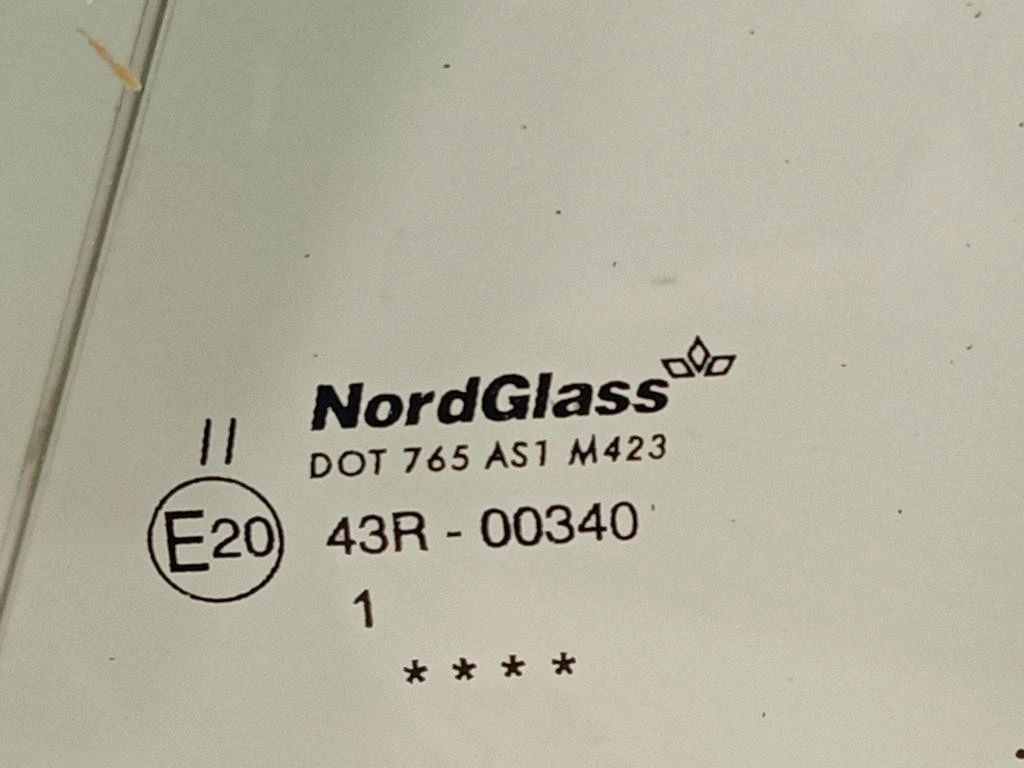 NordGlass
II
DOT 765 AS1 M423
E20
43R - 00340
1
* * * *